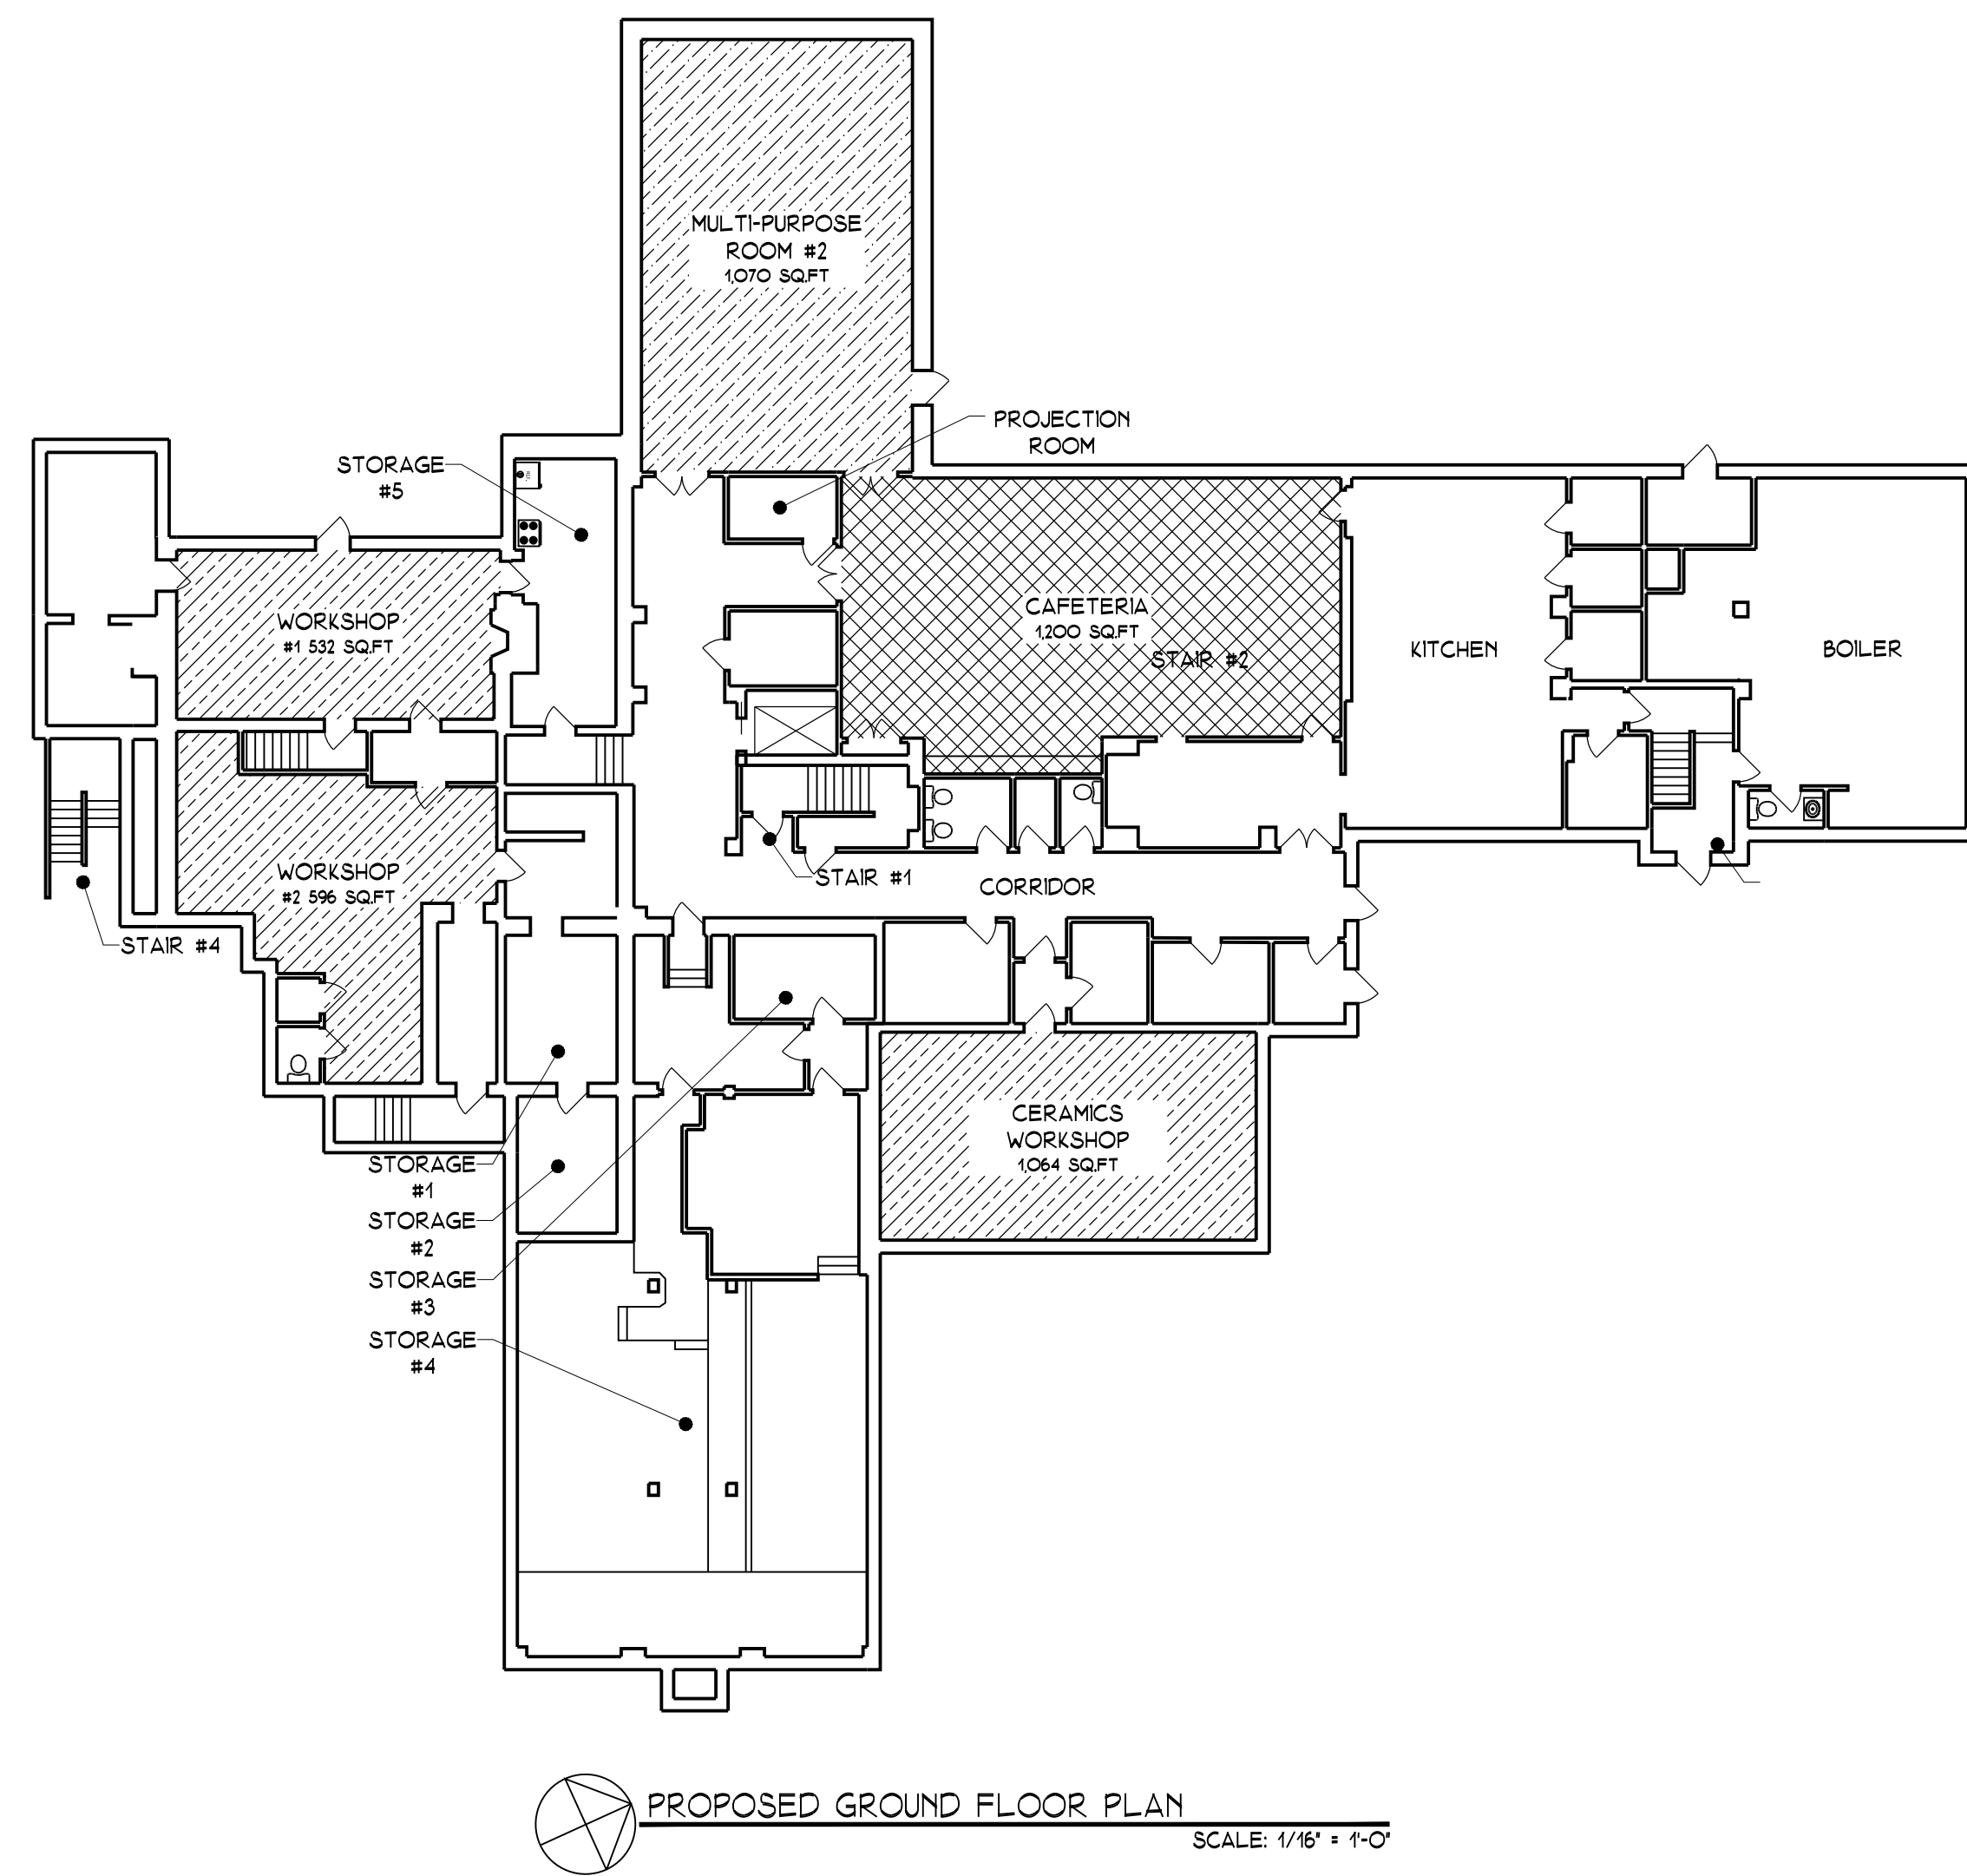 MULTI-PURPOSE
ROOM #2
1,070 SQ.FT
PROJECTION
ROOM
STORAGE
#5
WORKSHOP
#1 532 SQ.FT
CAFETERIA
1,200 SQ.FT
STAIR #2
KITCHEN
BOILER
WORKSHOP
#2 596 SQ.FT
STAIR #1
CORRIDOR
STAIR #4
CERAMICS
WORKSHOP
1,064 SQ.FT
STORAGE
#1
STORAGE
#2
STORAGE
#3
STORAGE
#4
PROPOSED GROUND FLOOR PLAN
SCALE: 1/16" = 1'-0"